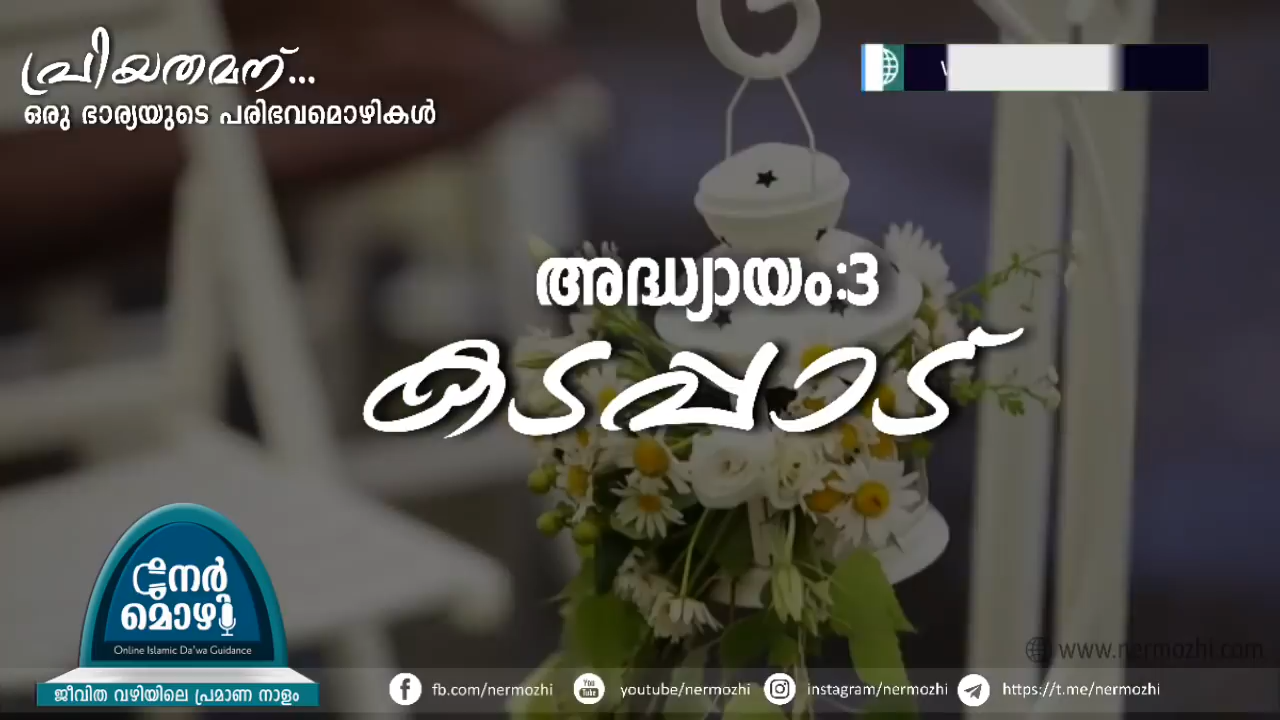 പ്രിയതമന്...
ഒരു ഭാര്യയുടെ പരിഭവമൊഴികൾ
അദ്ധ്യായം:3
കടപ്പാട്
നേർ
മൊഴി
Online Islamic Da'wa Guidance
ജീവിത വഴിയിലെ പ്രമാണ നാളം
www.nermozhi.com
fb.com/nermozhi
youtube/nermozhi
instagram/nermozhi
https://t.me/nermozhi